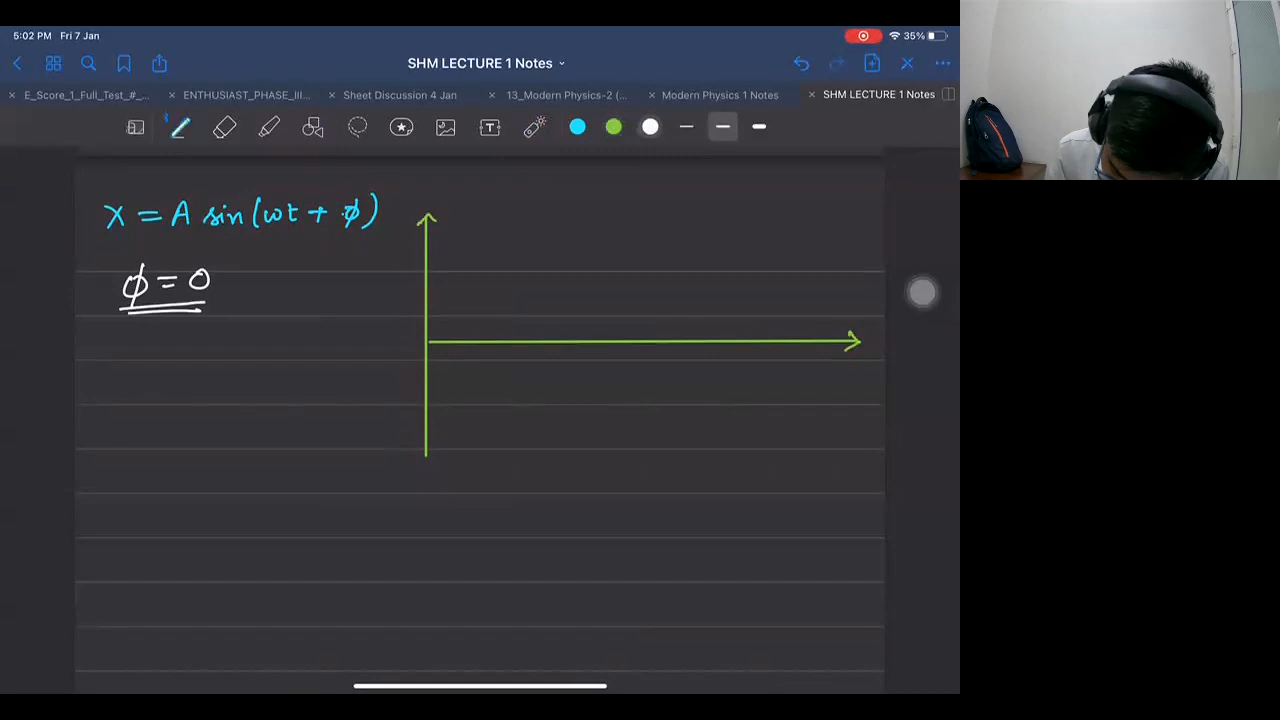 5:02 PM Fri 7 Jan
35%
SHM LECTURE 1 Notes
E_Score_1_Full_Test_#_...
ENTHUSIAST_PHASE_III...
Sheet Discussion 4 Jan
13_Modern Physics-2 (...
Modern Physics 1 Notes
SHM LECTURE 1 Notes
x = A sin(ωt + φ)
φ = 0